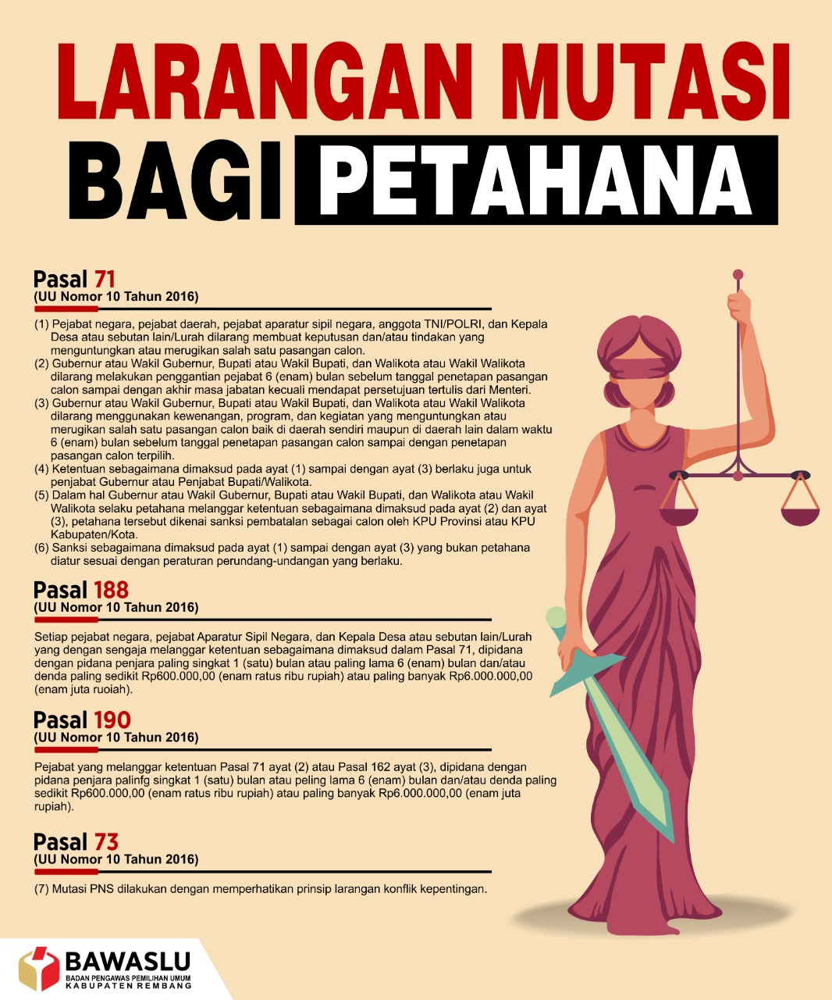 LARANGAN MUTASI
BAGI PETAHANA
Pasal 71
(UU Nomor 10 Tahun 2016)
(1) Pejabat negara, pejabat daerah, pejabat aparatur sipil negara, anggota TNI/POLRI, dan Kepala
Desa atau sebutan lain/Lurah dilarang membuat keputusan dan/atau tindakan yang
menguntungkan atau merugikan salah satu pasangan calon.
(2) Gubernur atau Wakil Gubernur, Bupati atau Wakil Bupati, dan Walikota atau Wakil Walikota
dilarang melakukan penggantian pejabat 6 (enam) bulan sebelum tanggal penetapan pasangan
calon sampai dengan akhir masa jabatan kecuali mendapat persetujuan tertulis dari Menteri.
(3) Gubernur atau Wakil Gubernur, Bupati atau Wakil Bupati, dan Walikota atau Wakil Walikota
dilarang menggunakan kewenangan, program, dan kegiatan yang menguntungkan atau
merugikan salah satu pasangan calon baik di daerah sendiri maupun di daerah lain dalam waktu
6 (enam) bulan sebelum tanggal penetapan pasangan calon sampai dengan penetapan
pasangan calon terpilih.
(4) Ketentuan sebagaimana dimaksud pada ayat (1) sampai dengan ayat (3) berlaku juga untuk
penjabat Gubernur atau Penjabat Bupati/Walikota.
(5) Dalam hal Gubernur atau Wakil Gubernur, Bupati atau Wakil Bupati, dan Walikota atau Wakil
Walikota selaku petahana melanggar ketentuan sebagaimana dimaksud pada ayat (2) dan ayat
(3), petahana tersebut dikenai sanksi pembatalan sebagai calon oleh KPU Provinsi atau KPU
Kabupaten/Kota.
(6) Sanksi sebagaimana dimaksud pada ayat (1) sampai dengan ayat (3) yang bukan petahana
diatur sesuai dengan peraturan perundang-undangan yang berlaku.
Pasal 188
(UU Nomor 10 Tahun 2016)
Setiap pejabat negara, pejabat Aparatur Sipil Negara, dan Kepala Desa atau sebutan lain/Lurah
yang dengan sengaja melanggar ketentuan sebagaimana dimaksud dalam Pasal 71, dipidana
dengan pidana penjara paling singkat 1 (satu) bulan atau paling lama 6 (enam) bulan dan/atau
denda paling sedikit Rp600.000,00 (enam ratus ribu rupiah) atau paling banyak Rp6.000.000,00
(enam juta ruoiah).
Pasal 190
(UU Nomor 10 Tahun 2016)
Pejabat yang melanggar ketentuan Pasal 71 ayat (2) atau Pasal 162 ayat (3), dipidana dengan
pidana penjara palinfg singkat 1 (satu) bulan atau peling lama 6 (enam) bulan dan/atau denda paling
sedikit Rp600.000,00 (enam ratus ribu rupiah) atau paling banyak Rp6.000.000,00 (enam juta
rupiah).
Pasal 73
(UU Nomor 10 Tahun 2016)
(7) Mutasi PNS dilakukan dengan memperhatikan prinsip larangan konflik kepentingan.
BAWASLU
BADAN PENGAWAS PEMILIHAN UMUM
KABUPATEN REMBANG